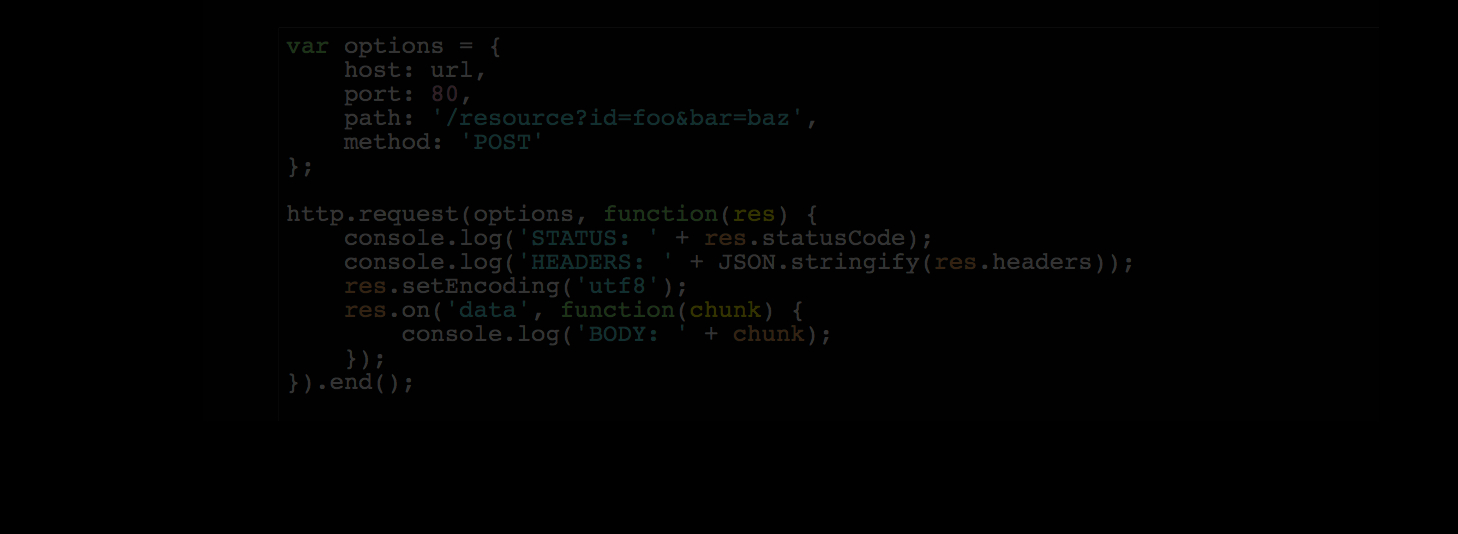 var options = {
    host: url,
    port: 80,
    path: '/resource?id=foo&bar=baz',
    method: 'POST'
};

http.request(options, function(res) {
    console.log('STATUS: ' + res.statusCode);
    console.log('HEADERS: ' + JSON.stringify(res.headers));
    res.setEncoding('utf8');
    res.on('data', function(chunk) {
        console.log('BODY: ' + chunk);
    });
}).end();